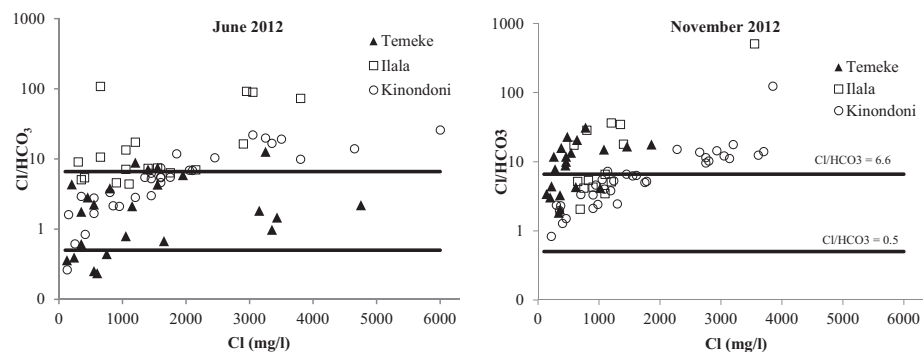 June 2012
1000
100
10
1
0
Cl/HCO₃
0 1000 2000 3000 4000 5000 6000
Cl (mg/l)
Temeke
Ilala
Kinondoni
November 2012
1000
100
10
1
0
Cl/HCO3
0 1000 2000 3000 4000 5000 6000
Cl (mg/l)
Temeke
Ilala
Kinondoni
Cl/HCO3 = 6.6
Cl/HCO3 = 0.5